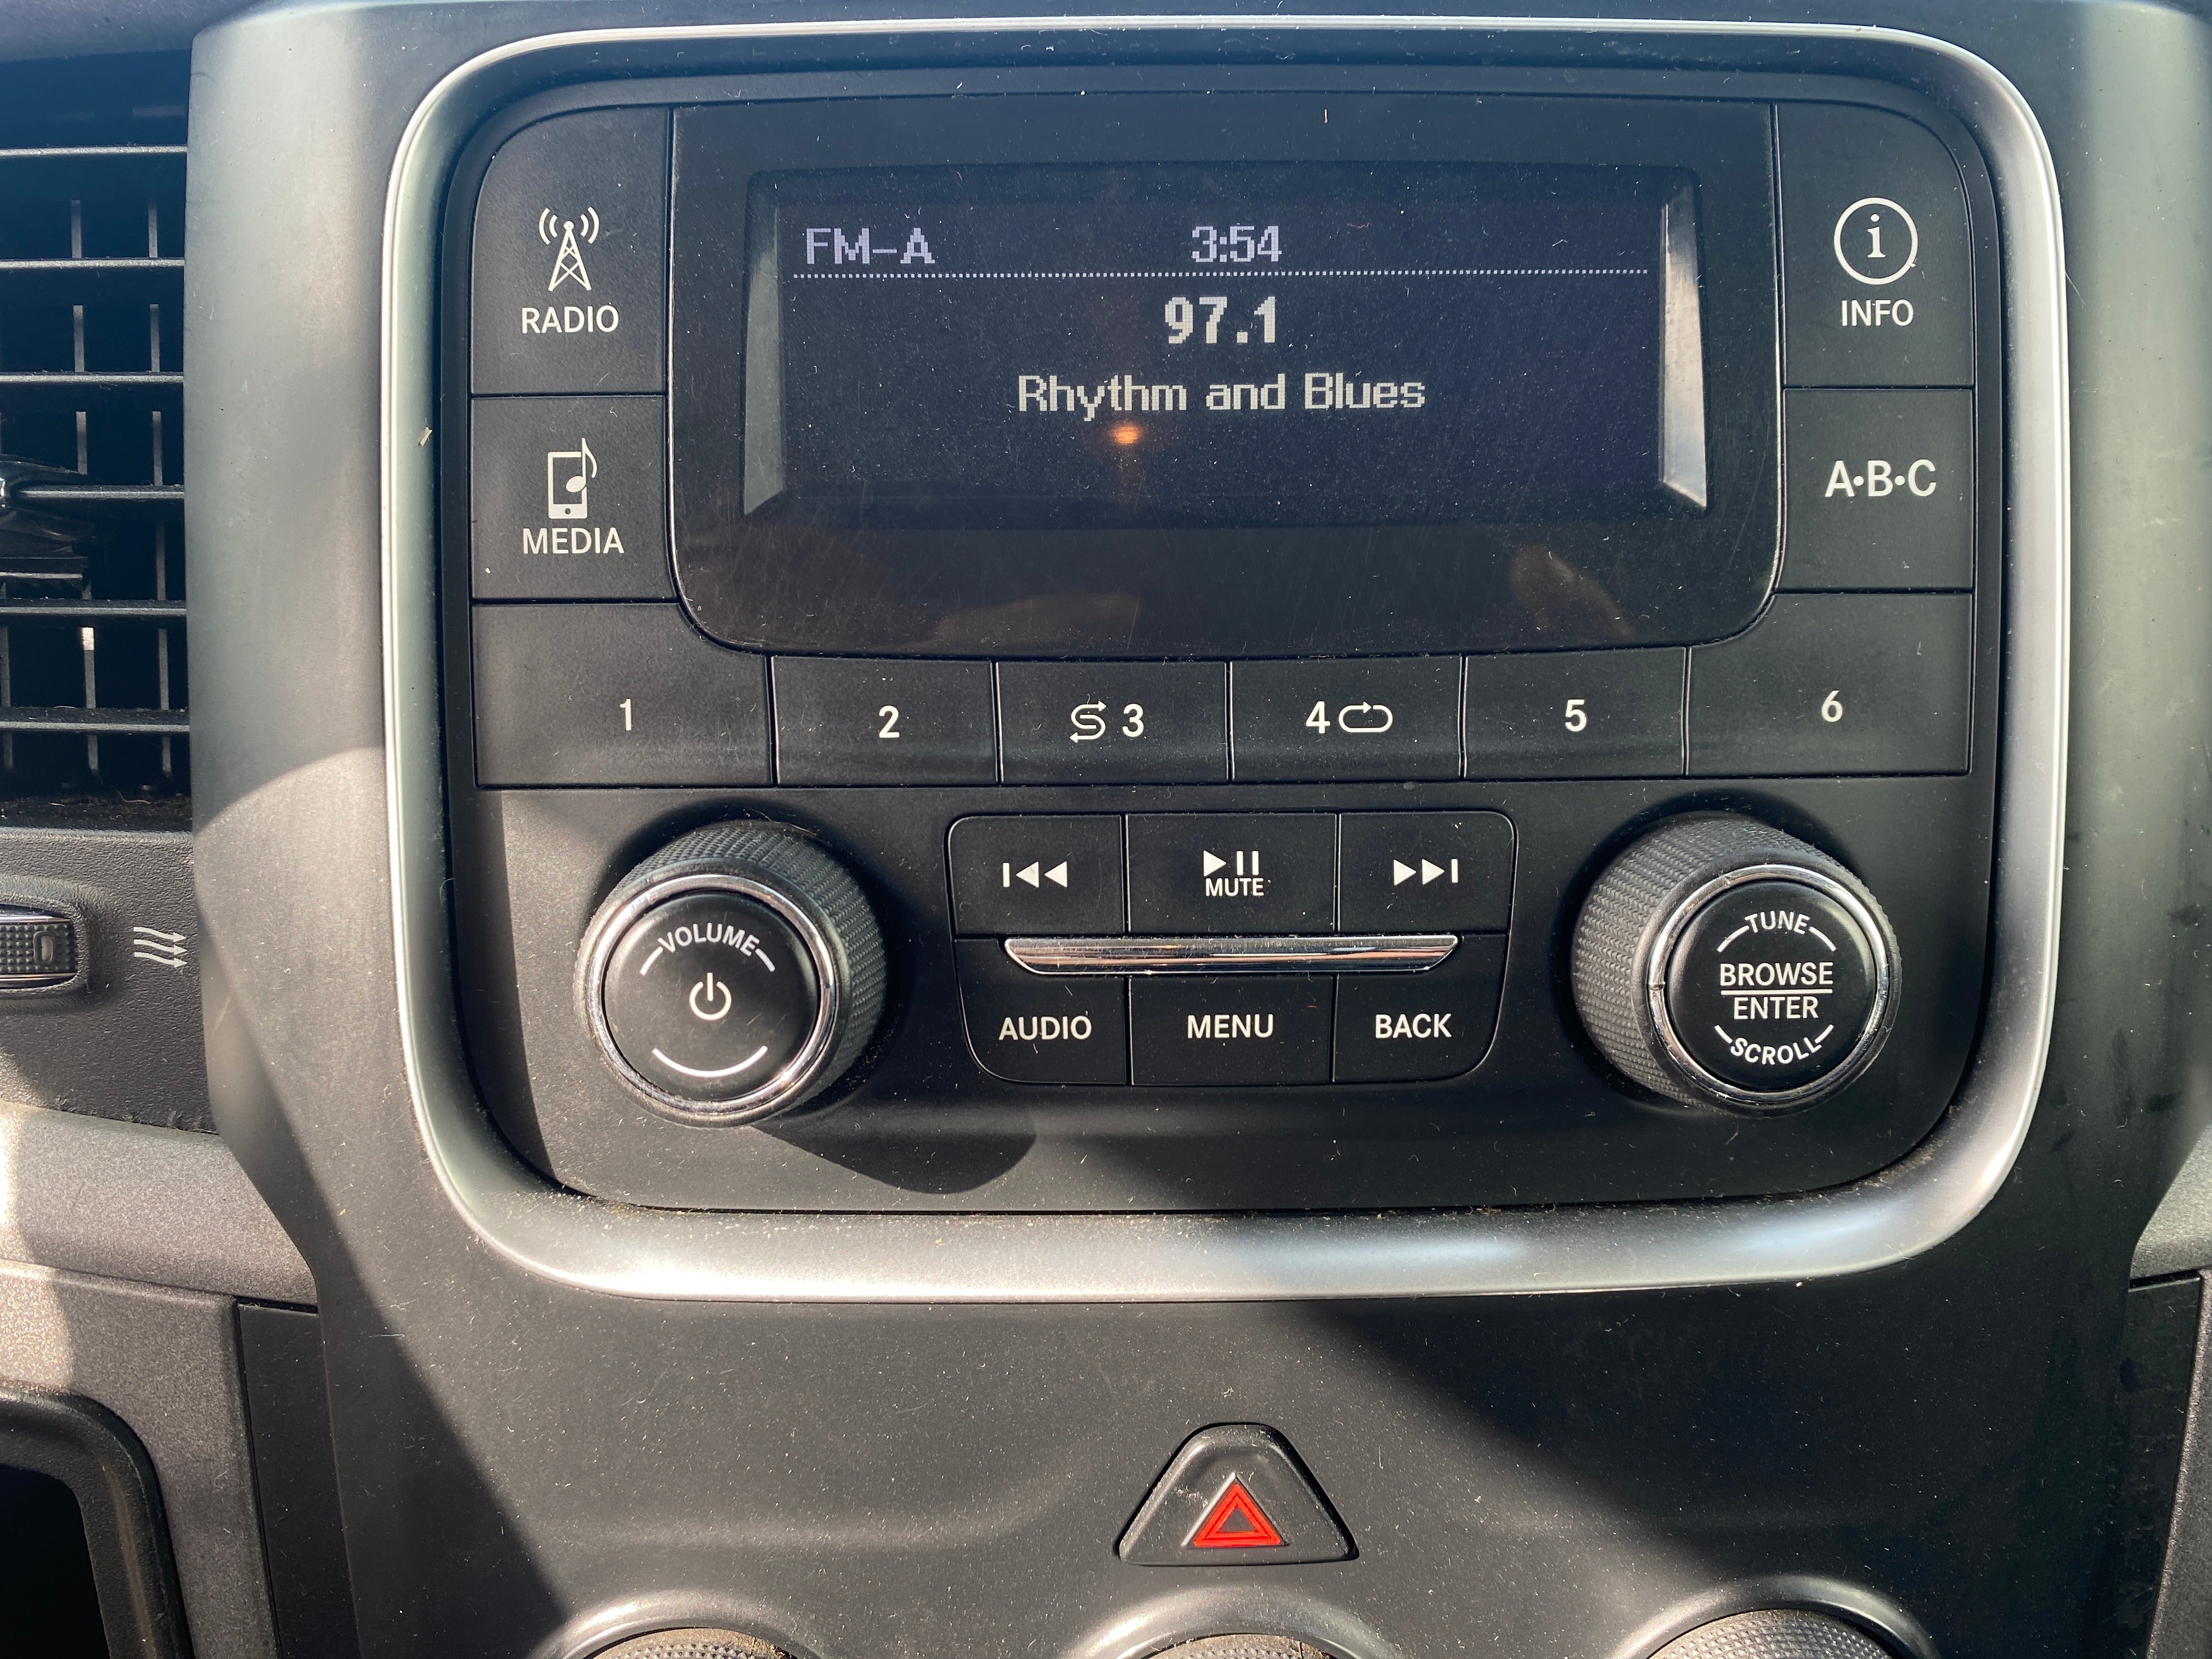 FM-A 3:54
97.1
Rhythm and Blues
RADIO
MEDIA
i
INFO
A•B•C
1
2
3
4
5
6
VOLUME
MUTE
AUDIO
MENU
BACK
TUNE
BROWSE
ENTER
SCROLL